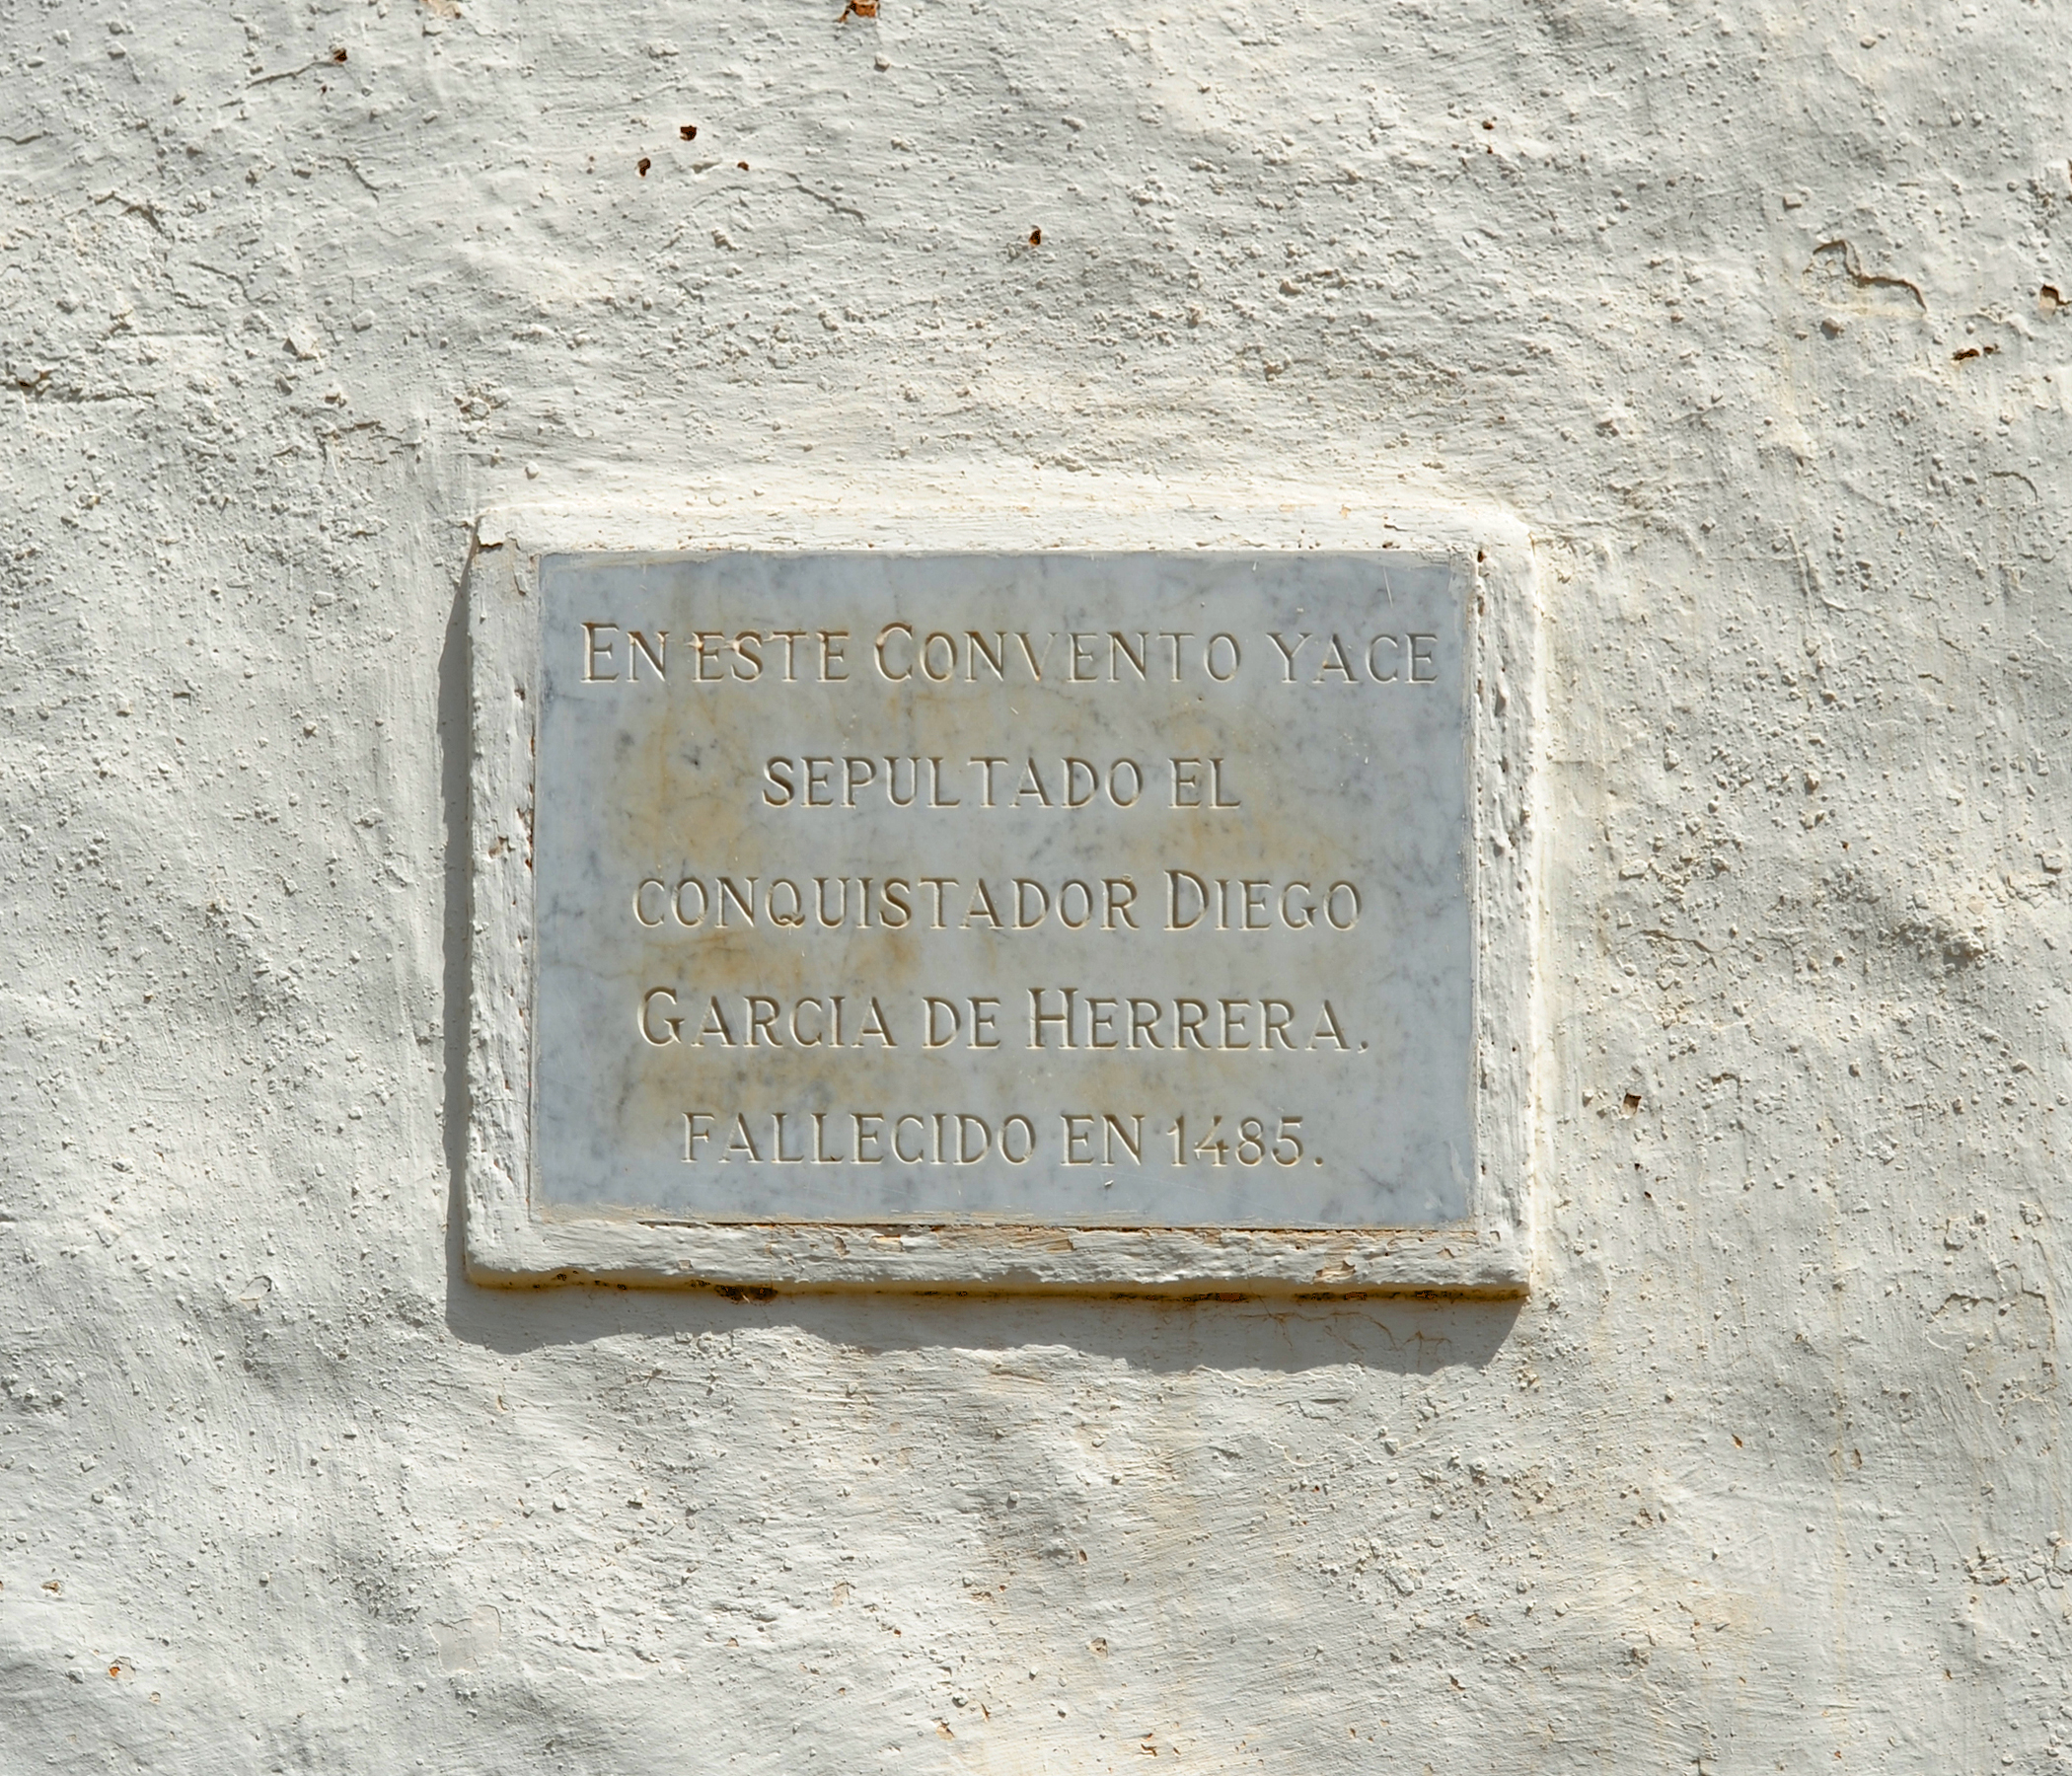 EN ESTE CONVENTO YACE
SEPULTADO EL
CONQUISTADOR DIEGO
GARCIA DE HERRERA,
FALLECIDO EN 1485.